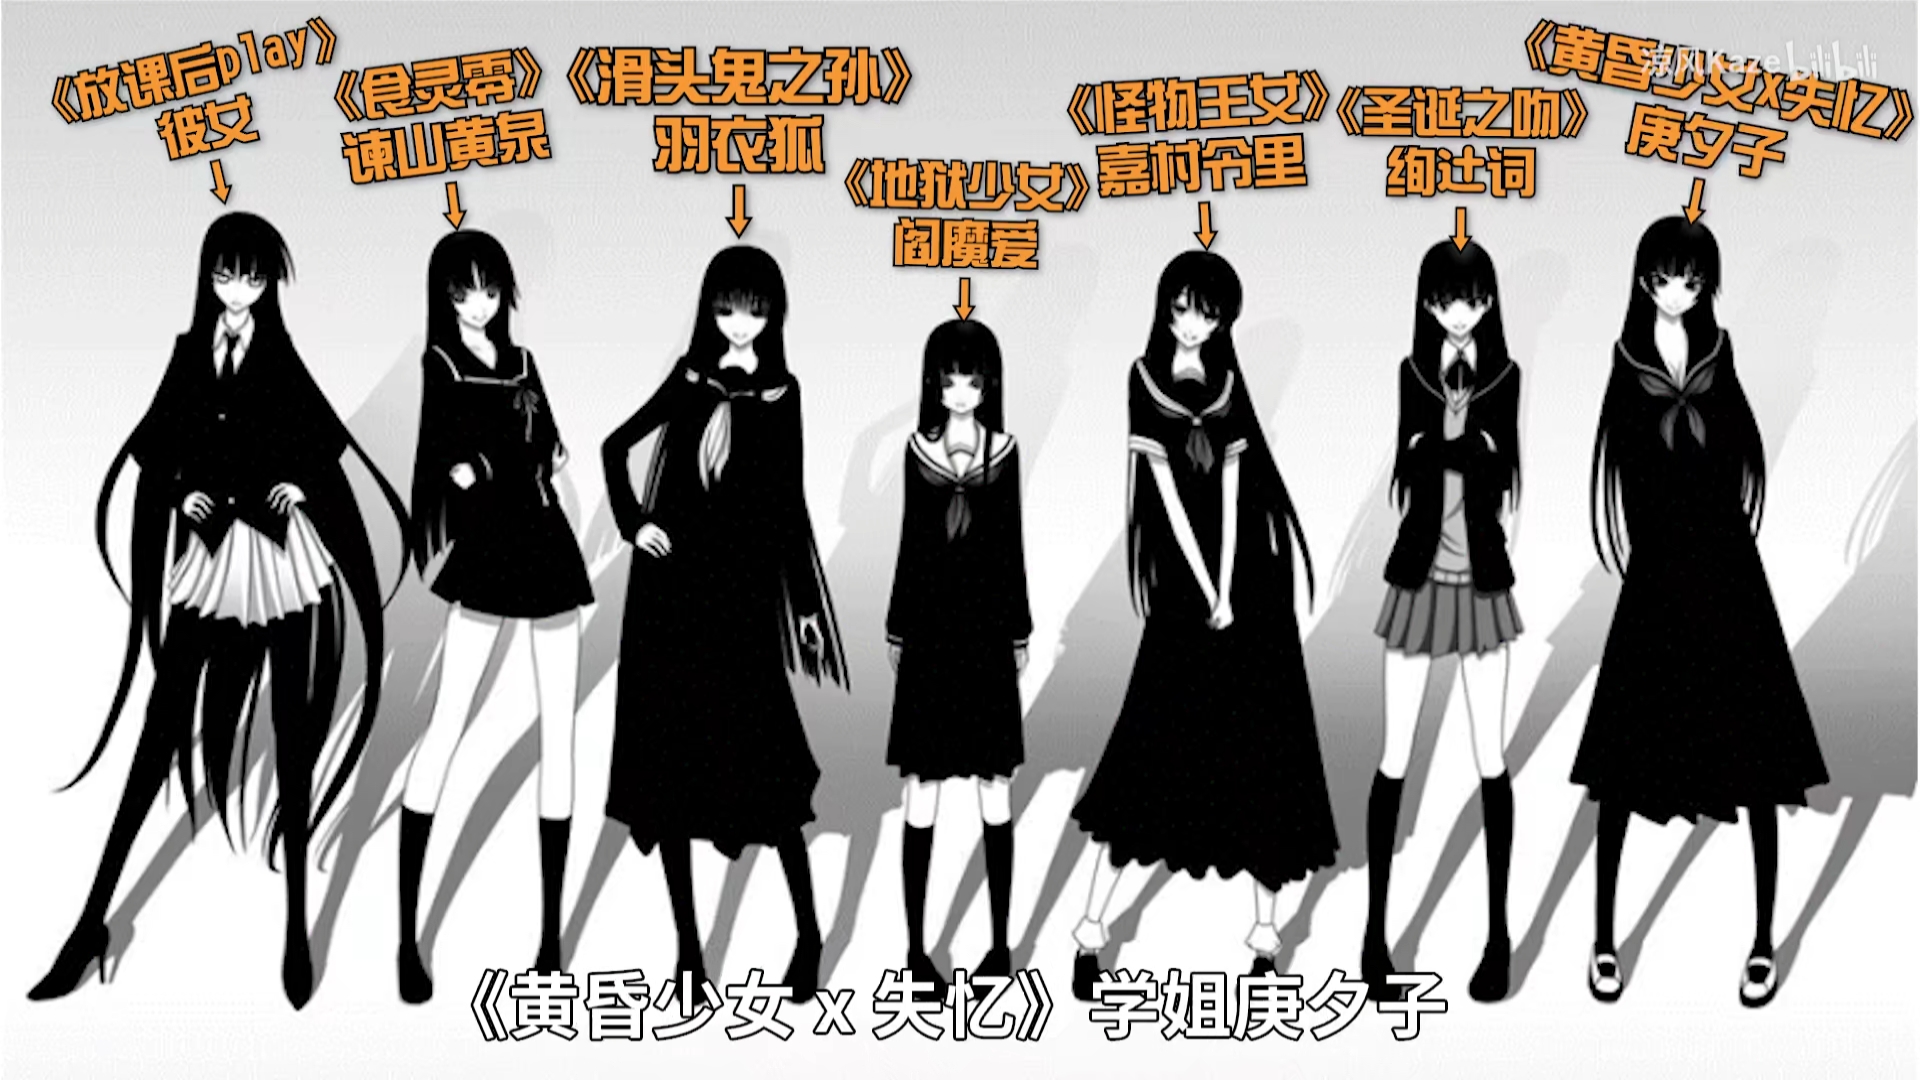 《放课后play》
彼女
《食灵零》
谏山黄泉
《滑头鬼之孙》
羽衣狐
《地狱少女》
阎魔爱
《怪物王女》
嘉村令里
《圣诞之吻》
绚辻词
《黄昏少女x失忆》
庚夕子
凉风Kaze bilibili
《黄昏少女 x 失忆》学姐庚夕子